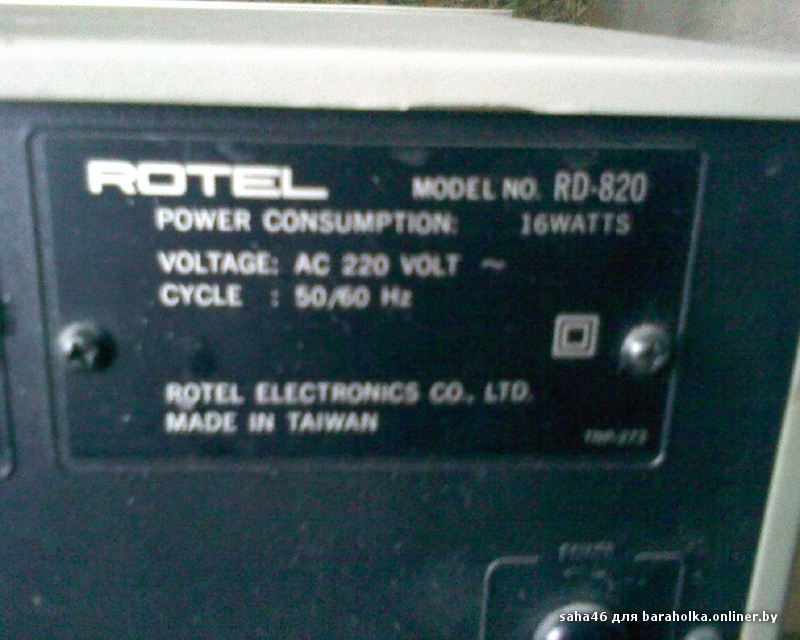 ROTEL MODEL NO. RD-820
POWER CONSUMPTION: 16WATTS
VOLTAGE: AC 220 VOLT ~
CYCLE : 50/60 Hz
ROTEL ELECTRONICS CO., LTD.
MADE IN TAIWAN
saha46 для baraholka.onliner.by